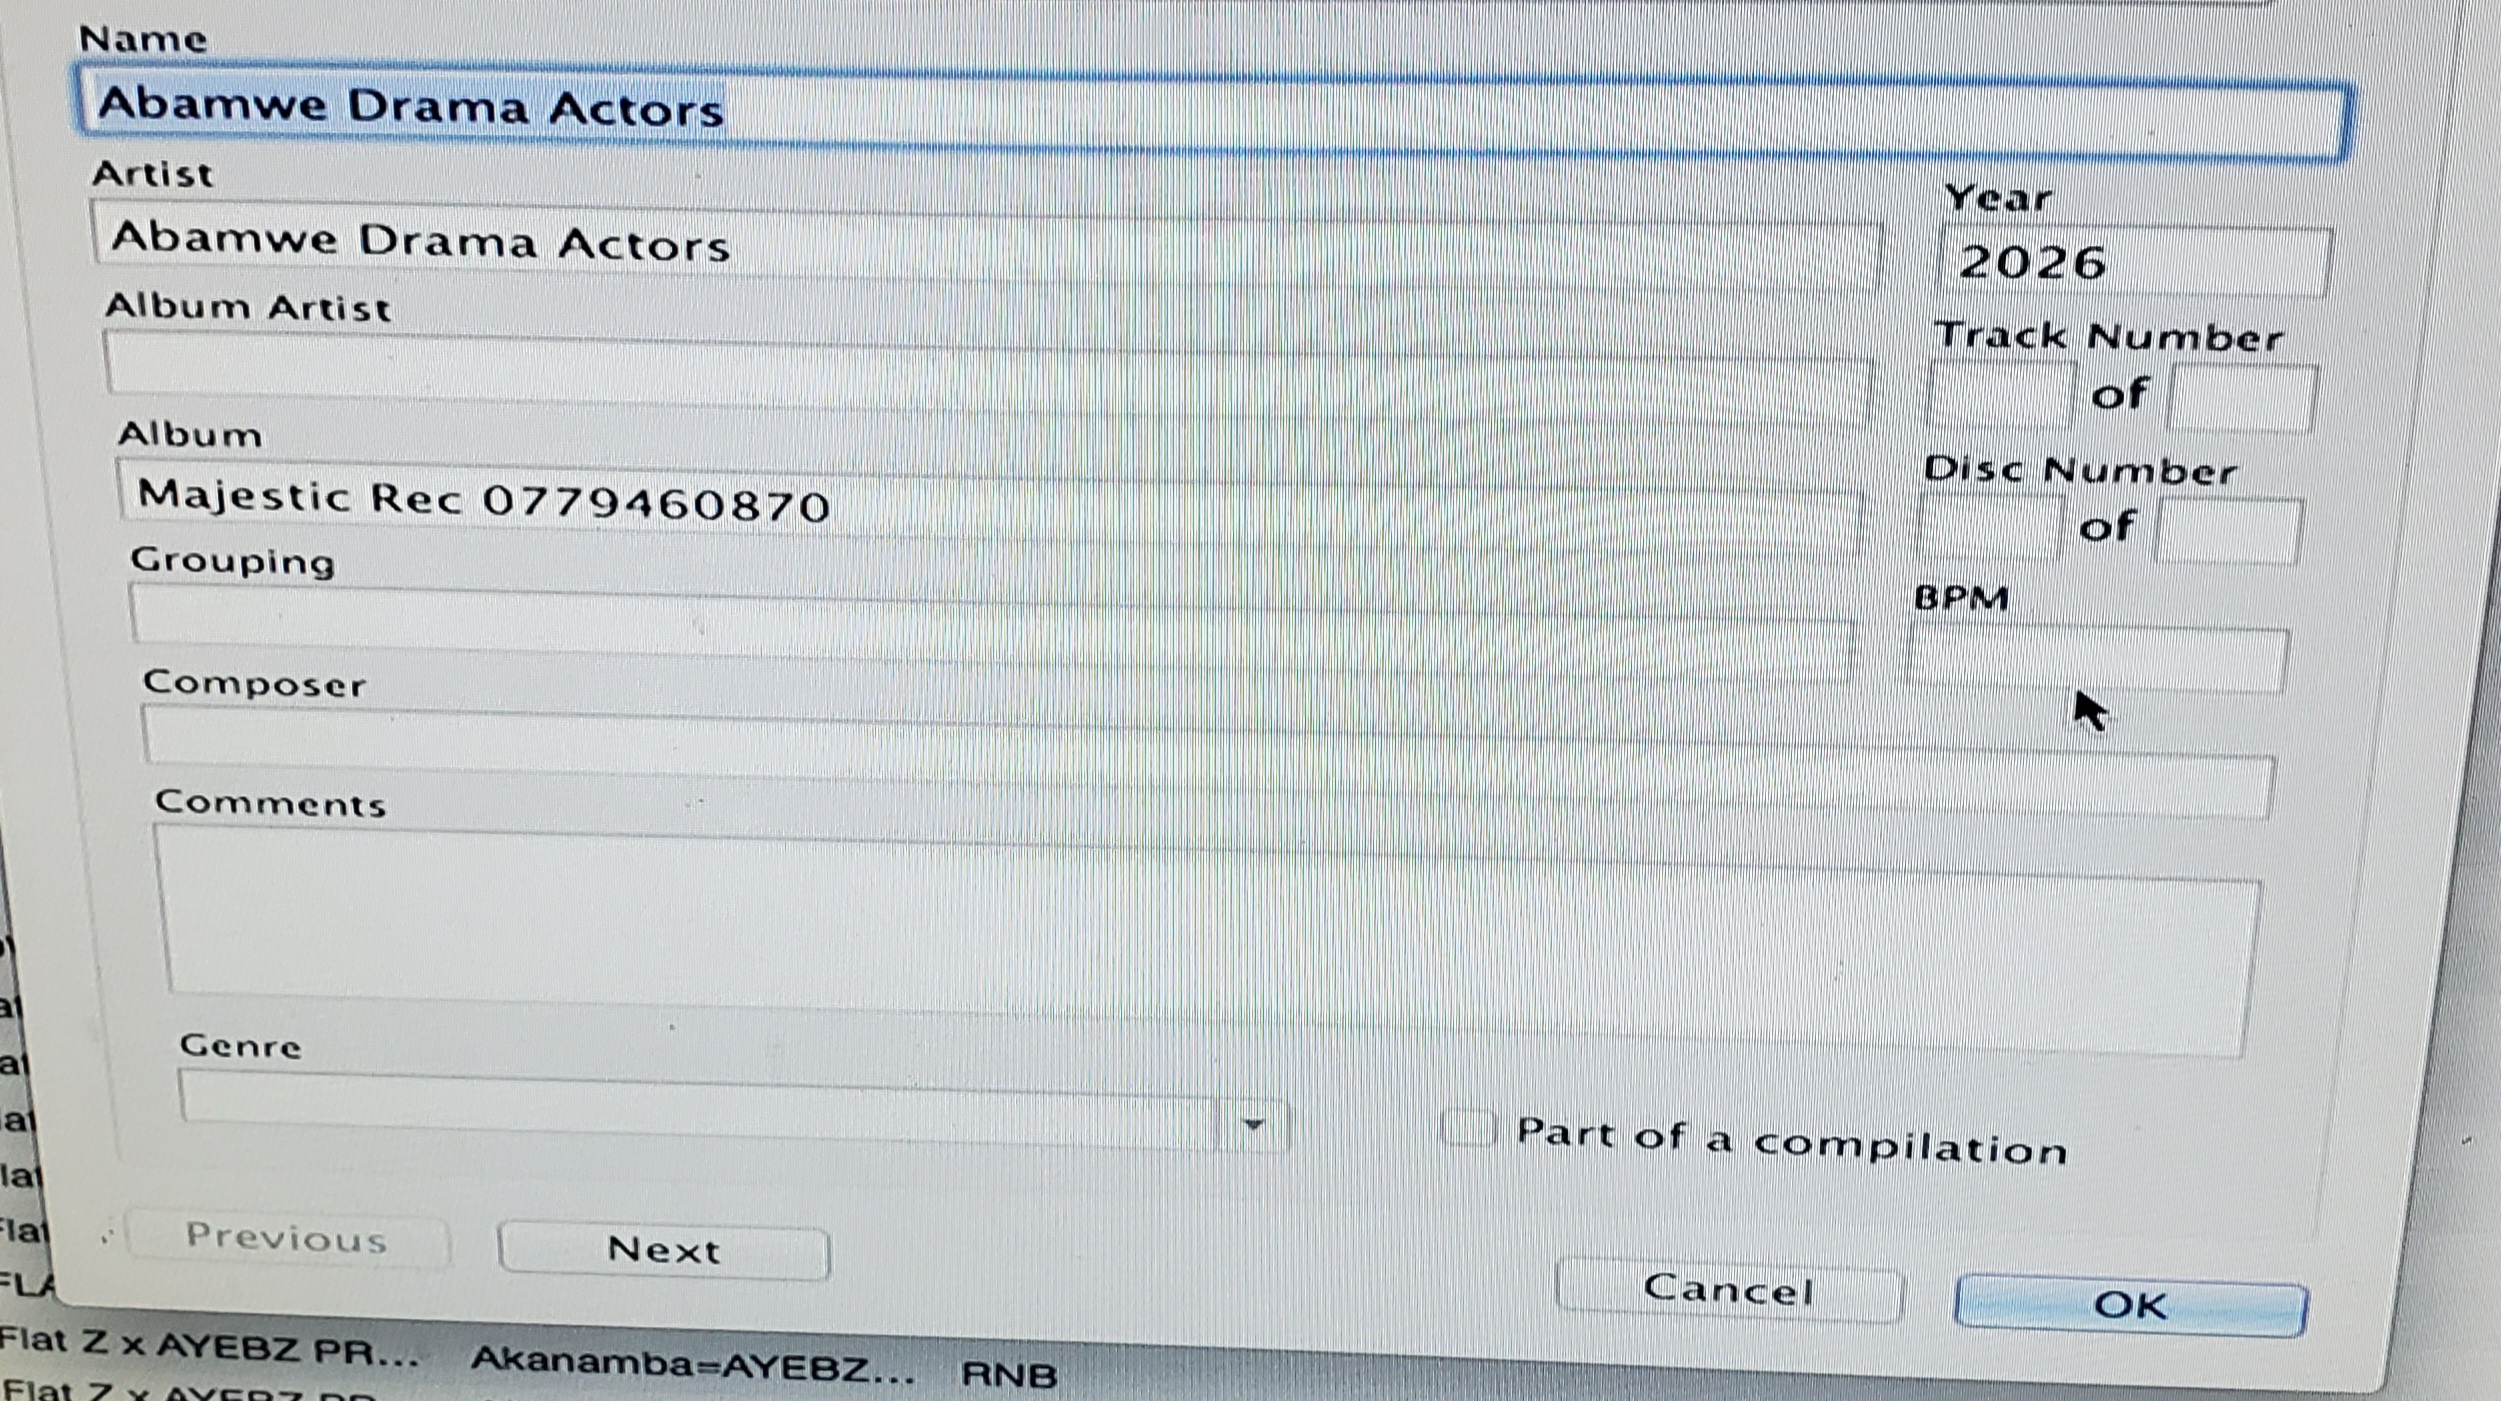 Name
Abamwe Drama Actors
Artist
Year
Abamwe Drama Actors
2026
Album Artist
Track Number
of
Album
Majestic Rec 0779460870
Disc Number
of
Grouping
BPM
Composer
Comments
Genre
Part of a compilation
Previous
Next
Cancel
OK
Flat Z x AYEBZ PR... Akanamba=AYEBZ... RNB
Flat Z x